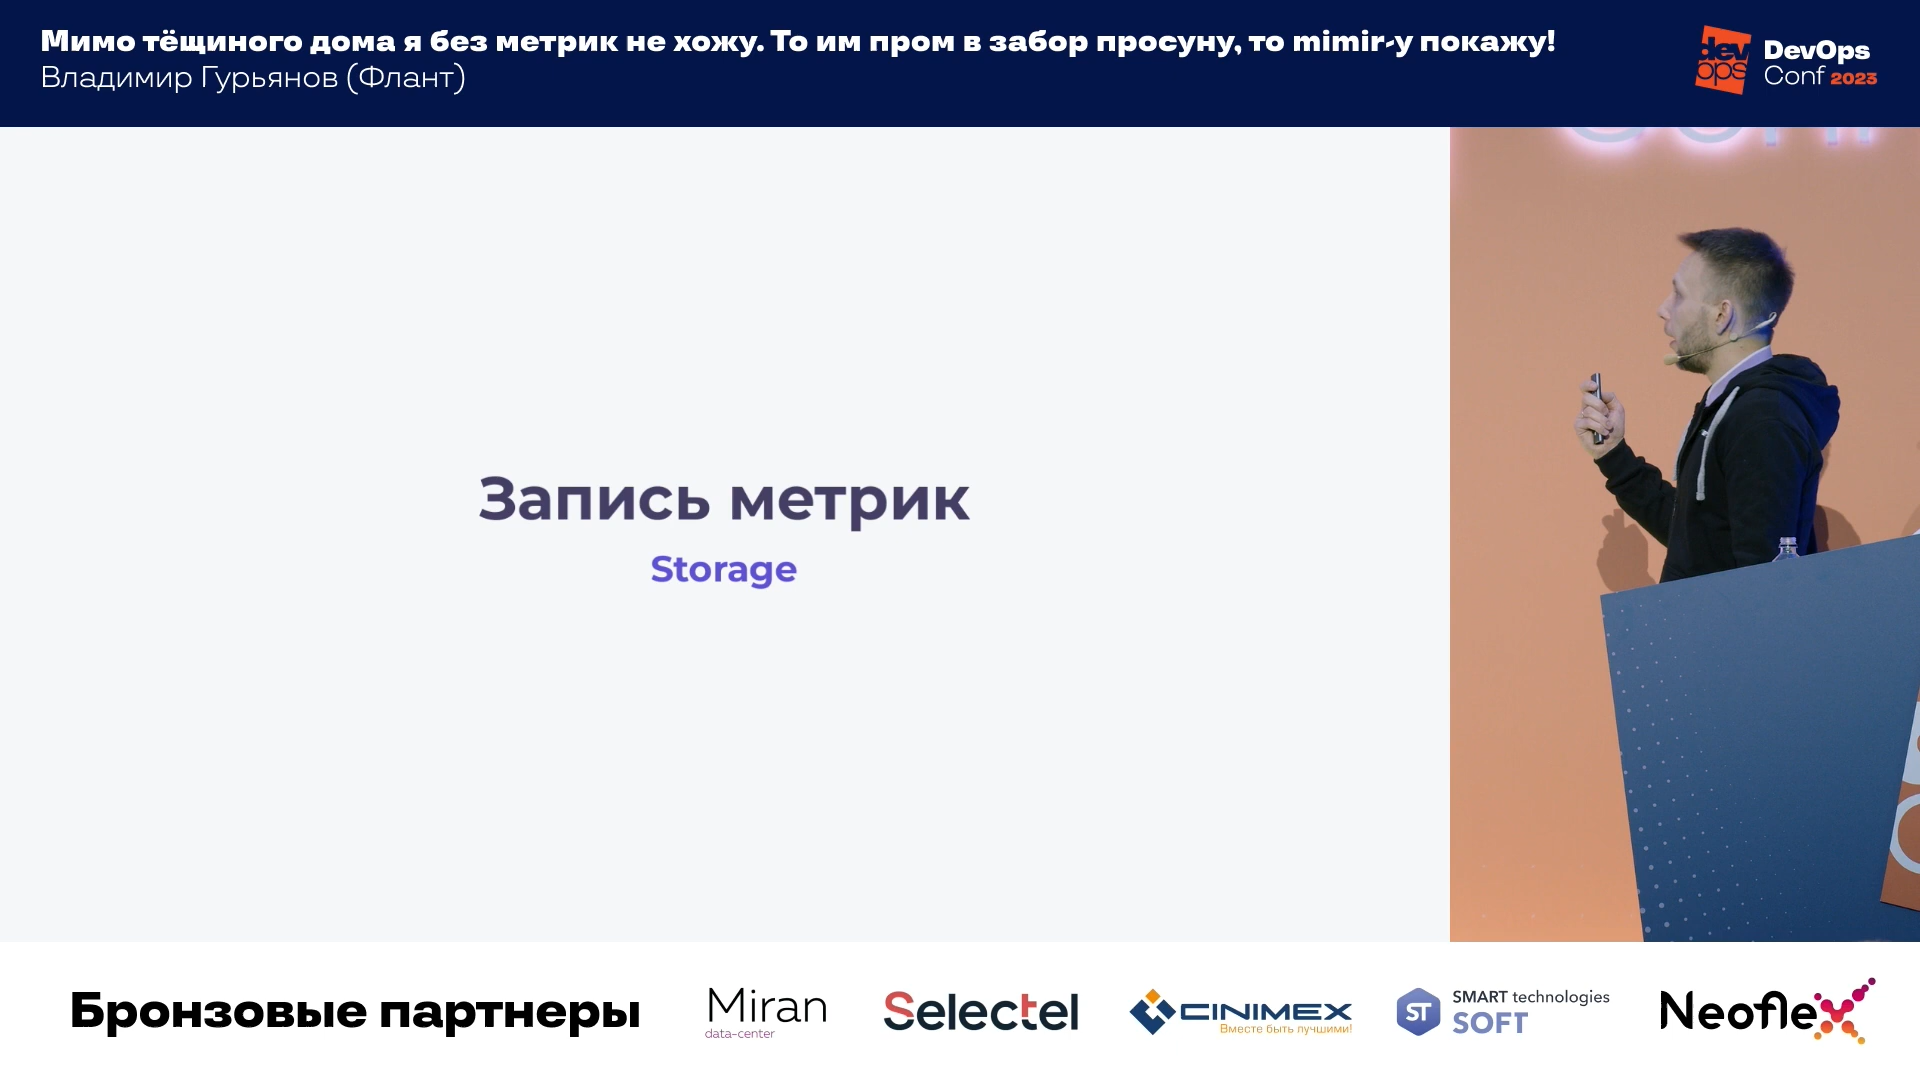 Мимо тёщиного дома я без метрик не хожу. То им пром в забор просуну, то mimir-у покажу!
Владимир Гурьянов (Флант)
dev
ops
DevOps
Conf 2023
Запись метрик
Storage
Бронзовые партнеры
Miran
data-center
Selectel
CINIMEX
Вместе быть лучшими!
ST
SMART technologies
SOFT
Neoflex